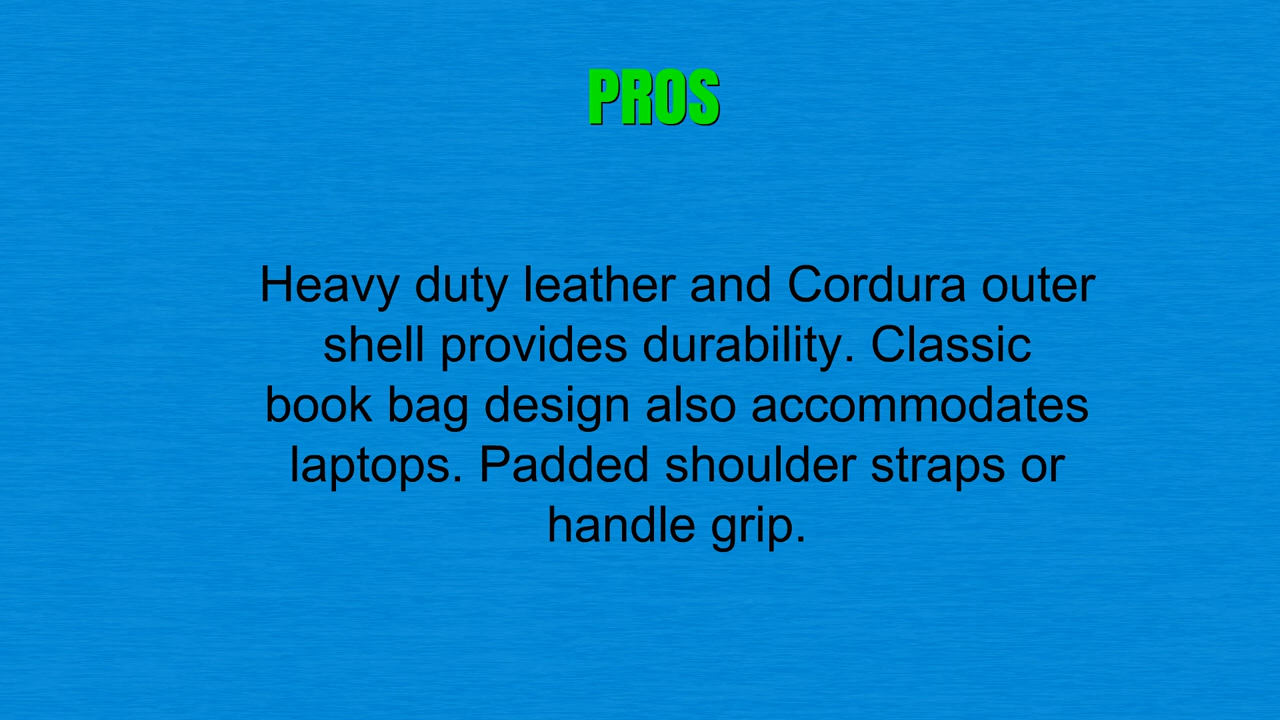 PROS
Heavy duty leather and Cordura outer
shell provides durability. Classic
book bag design also accommodates
laptops. Padded shoulder straps or
handle grip.